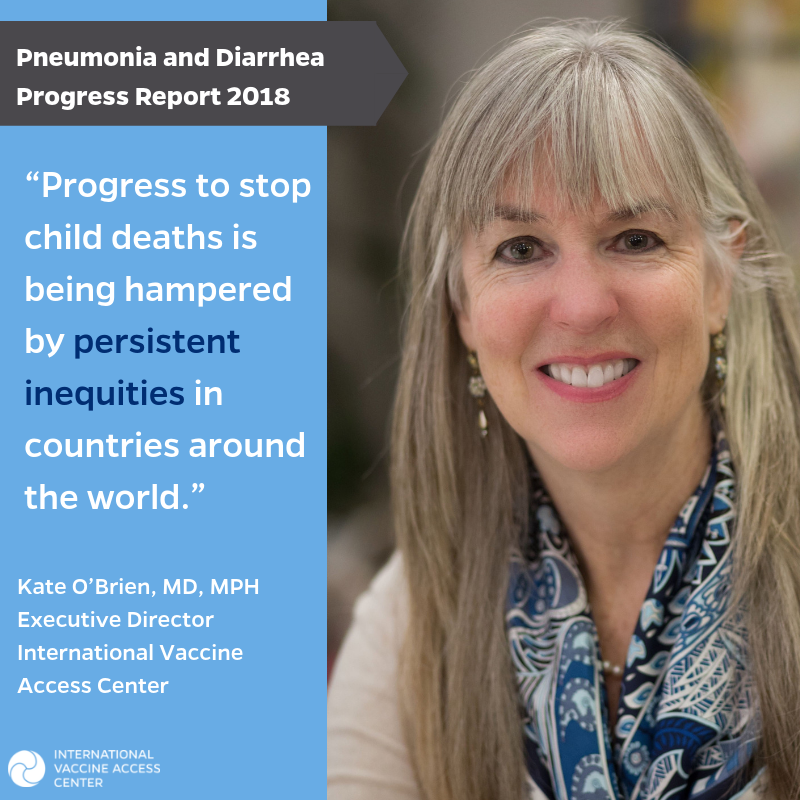 Pneumonia and Diarrhea
Progress Report 2018
“Progress to stop
child deaths is
being hampered
by persistent
inequities in
countries around
the world.”
Kate O’Brien, MD, MPH
Executive Director
International Vaccine
Access Center
INTERNATIONAL
VACCINE ACCESS
CENTER